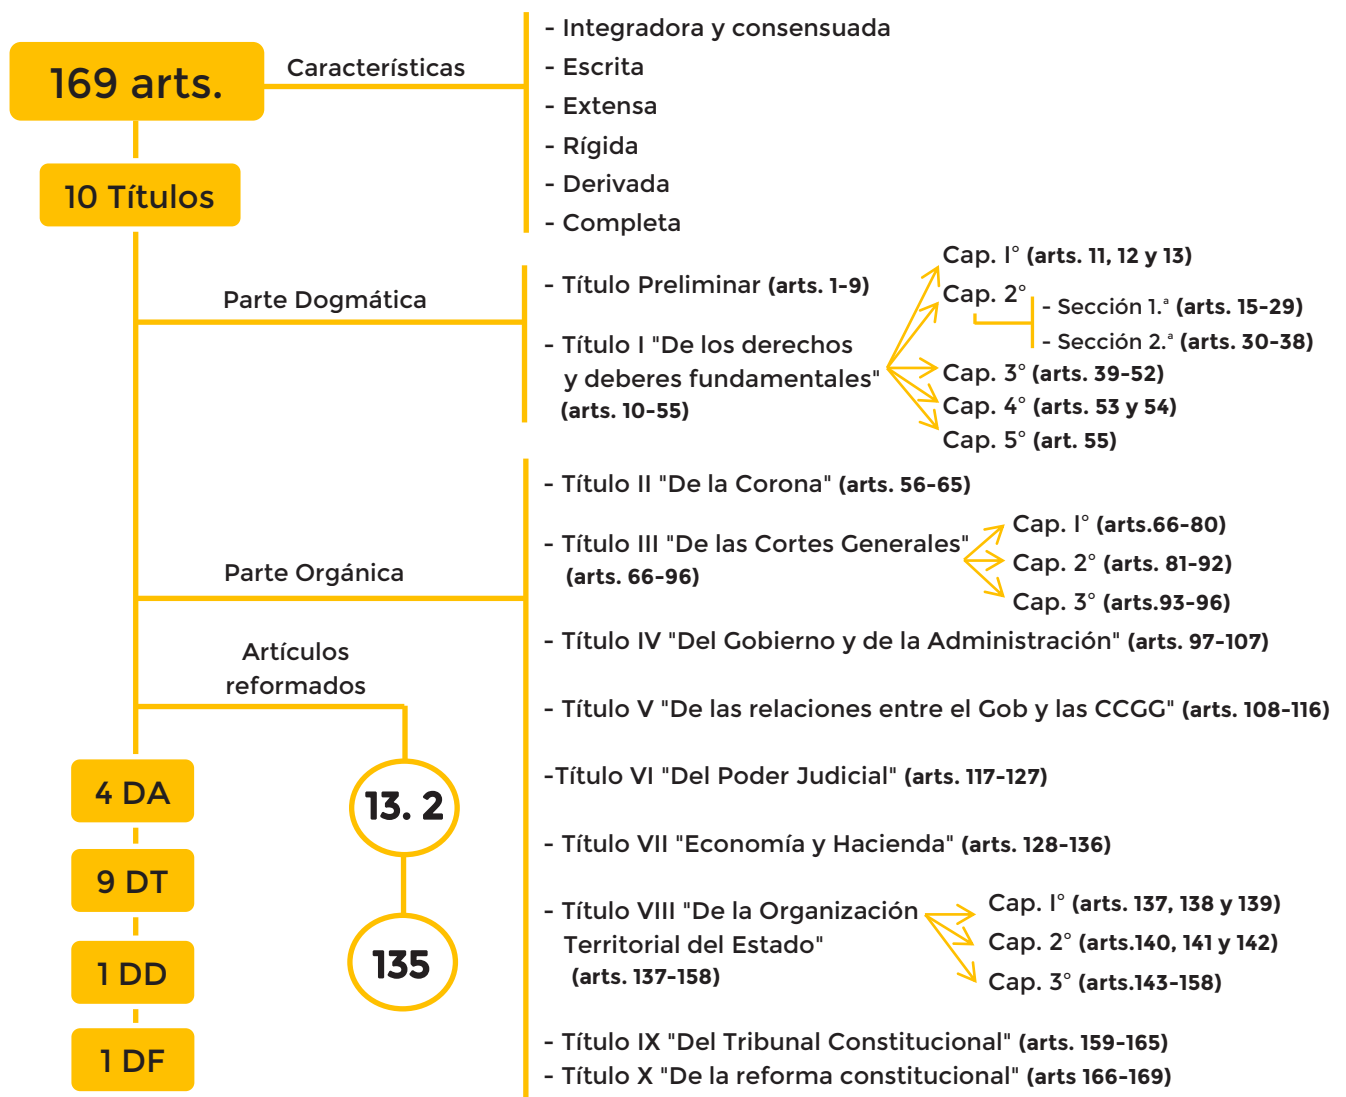 169 arts.
Características
- Integradora y consensuada
- Escrita
- Extensa
- Rígida
- Derivada
- Completa
10 Títulos
Parte Dogmática
- Título Preliminar (arts. 1-9)
- Título I "De los derechos
y deberes fundamentales"
(arts. 10-55)
Cap. I° (arts. 11, 12 y 13)
Cap. 2°
- Sección 1.ª (arts. 15-29)
- Sección 2.ª (arts. 30-38)
Cap. 3° (arts. 39-52)
Cap. 4° (arts. 53 y 54)
Cap. 5° (art. 55)
Parte Orgánica
- Título II "De la Corona" (arts. 56-65)
- Título III "De las Cortes Generales"
(arts. 66-96)
Cap. I° (arts.66-80)
Cap. 2° (arts. 81-92)
Cap. 3° (arts.93-96)
- Título IV "Del Gobierno y de la Administración" (arts. 97-107)
- Título V "De las relaciones entre el Gob y las CCGG" (arts. 108-116)
-Título VI "Del Poder Judicial" (arts. 117-127)
- Título VII "Economía y Hacienda" (arts. 128-136)
- Título VIII "De la Organización
Territorial del Estado"
(arts. 137-158)
Cap. I° (arts. 137, 138 y 139)
Cap. 2° (arts.140, 141 y 142)
Cap. 3° (arts.143-158)
- Título IX "Del Tribunal Constitucional" (arts. 159-165)
- Título X "De la reforma constitucional" (arts 166-169)
Artículos
reformados
13. 2
135
4 DA
9 DT
1 DD
1 DF